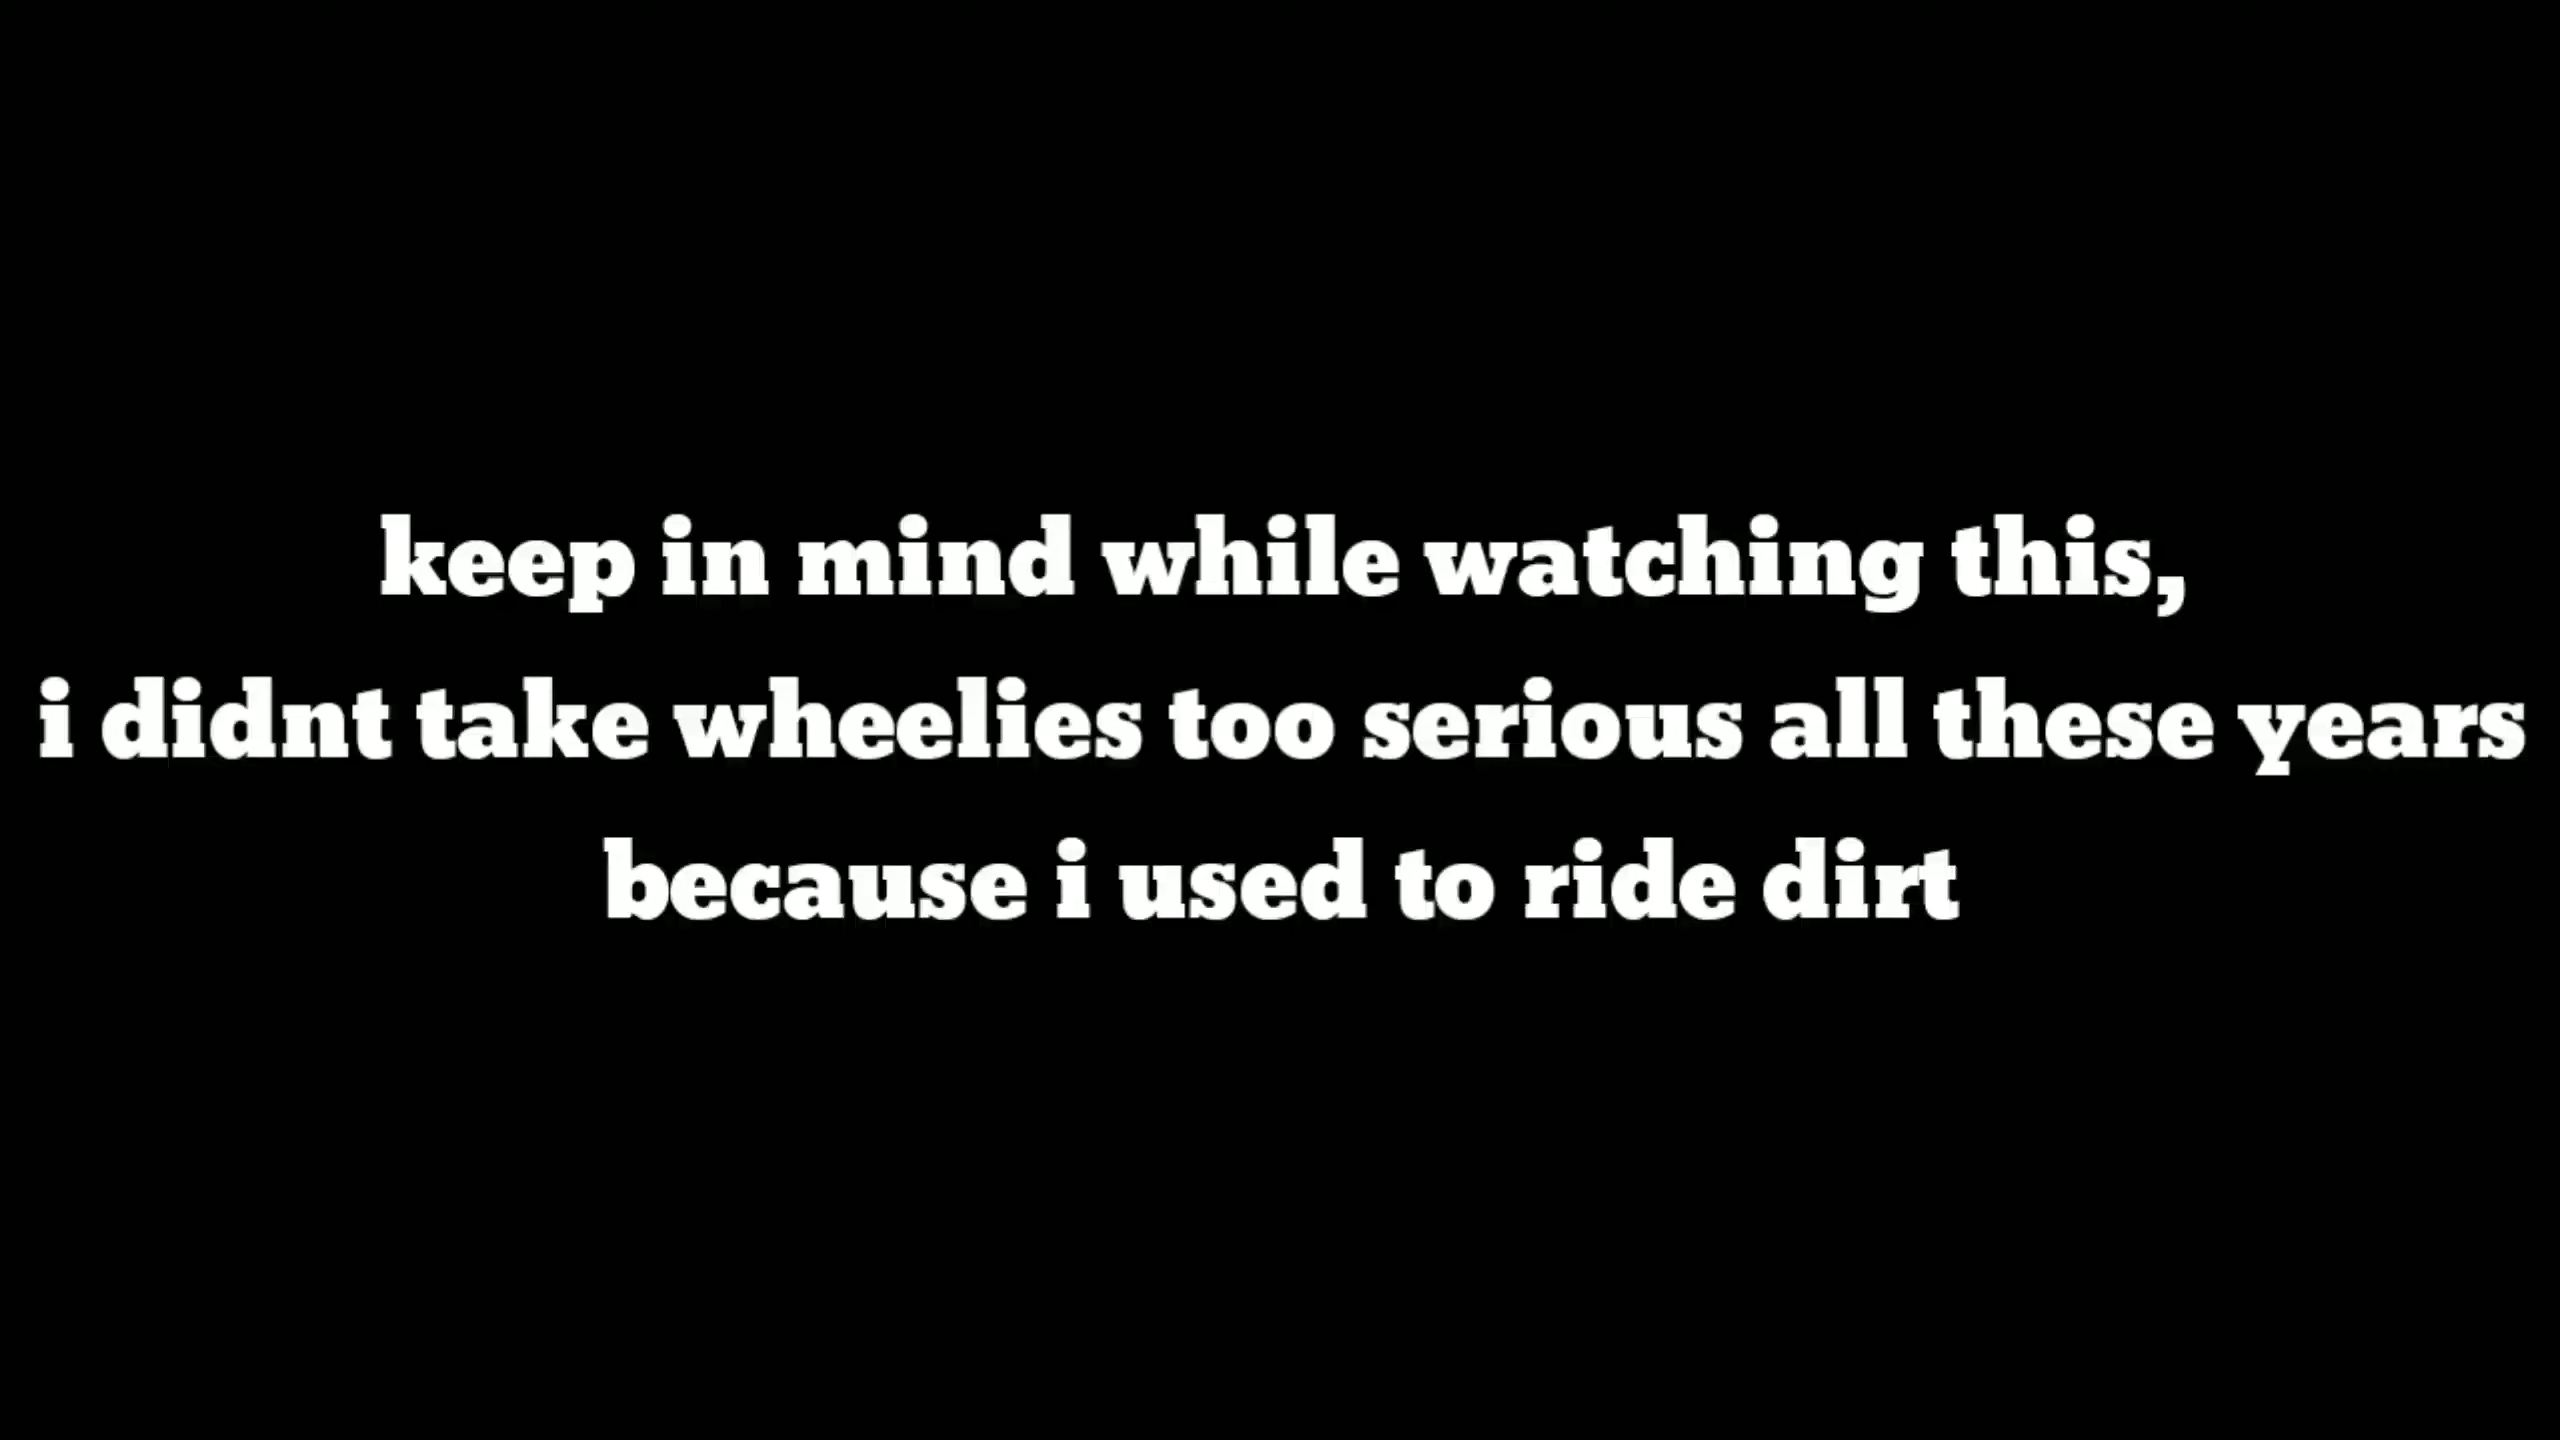 keep in mind while watching this,
i didnt take wheelies too serious all these years
because i used to ride dirt